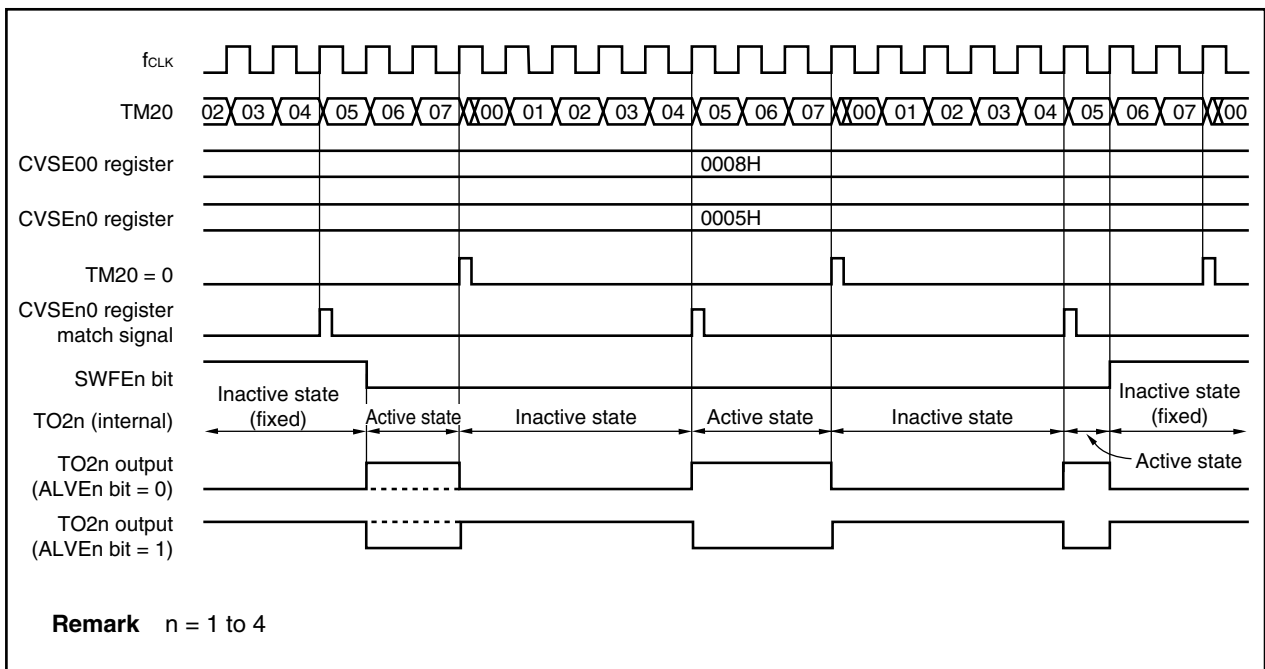 fCLK
TM20 02 03 04 05 06 07 00 01 02 03 04 05 06 07 00 01 02 03 04 05 06 07 00
CVSE00 register 0008H
CVSEn0 register 0005H
TM20 = 0
CVSEn0 register
match signal
SWFEn bit
TO2n (internal)
Inactive state
(fixed)
Active state
Inactive state
Active state
Inactive state
Inactive state
(fixed)
Active state
TO2n output
(ALVEn bit = 0)
TO2n output
(ALVEn bit = 1)
Remark n = 1 to 4